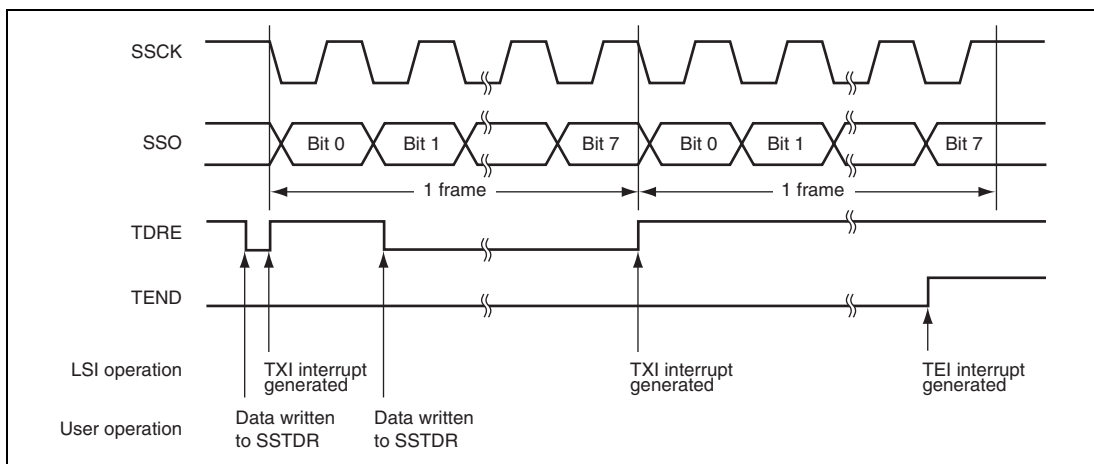 SSCK
SSO
Bit 0
Bit 1
Bit 7
Bit 0
Bit 1
Bit 7
1 frame
1 frame
TDRE
TEND
LSI operation
TXI interrupt
generated
TXI interrupt
generated
TEI interrupt
generated
User operation
Data written
to SSTDR
Data written
to SSTDR